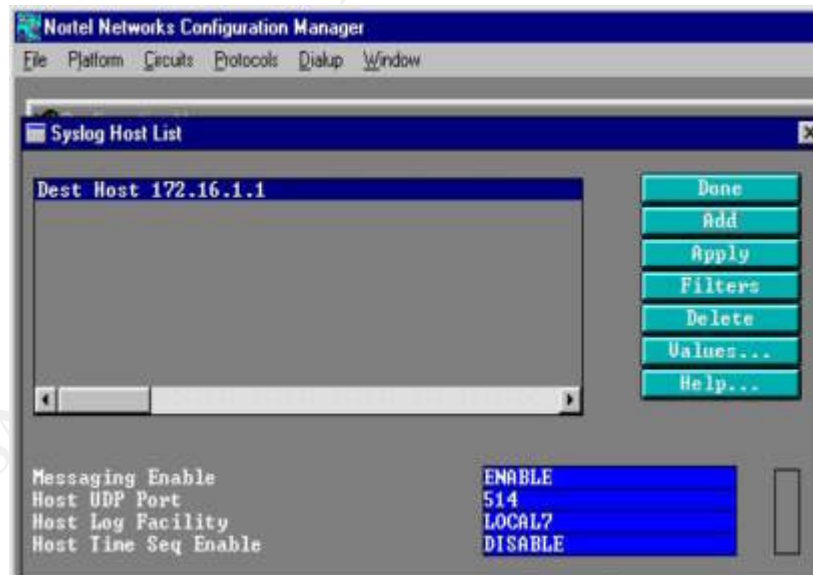 Nortel Networks Configuration Manager
File Platform Circuits Protocols Dialup Window
Syslog Host List
Dest Host 172.16.1.1
Done
Add
Apply
Filters
Delete
Values...
Help...
Messaging Enable ENABLE
Host UDP Port 514
Host Log Facility LOCAL7
Host Time Seq Enable DISABLE